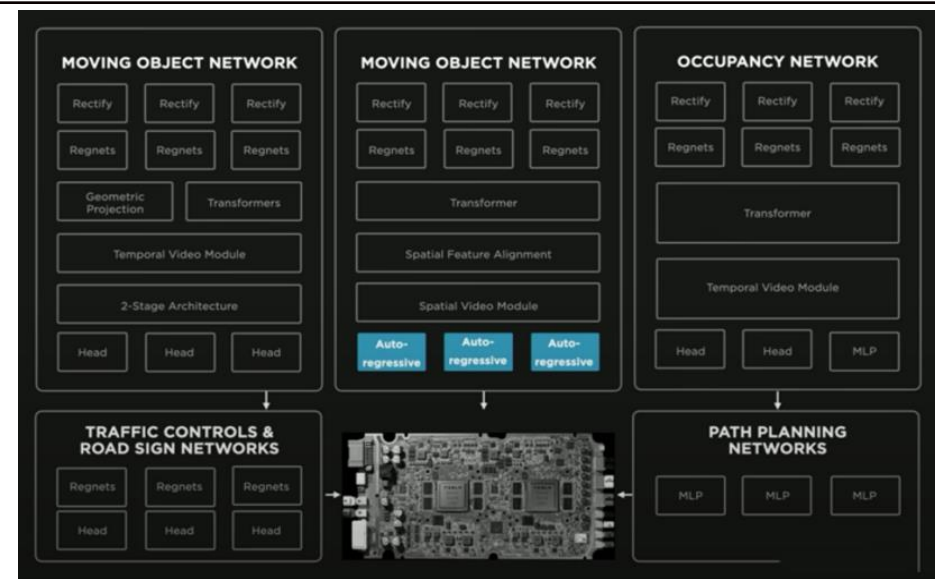 MOVING OBJECT NETWORK
Rectify Rectify Rectify
Regnets Regnets Regnets
Geometric
Projection
Transformers
Temporal Video Module
2-Stage Architecture
Head Head Head
MOVING OBJECT NETWORK
Rectify Rectify Rectify
Regnets Regnets Regnets
Transformer
Spatial Feature Alignment
Spatial Video Module
Auto- Auto- Auto-
regressive regressive regressive
OCCUPANCY NETWORK
Rectify Rectify Rectify
Regnets Regnets Regnets
Transformer
Temporal Video Module
Head Head MLP
TRAFFIC CONTROLS &
ROAD SIGN NETWORKS
Regnets Regnets Regnets
Head Head Head
PATH PLANNING
NETWORKS
MLP MLP MLP